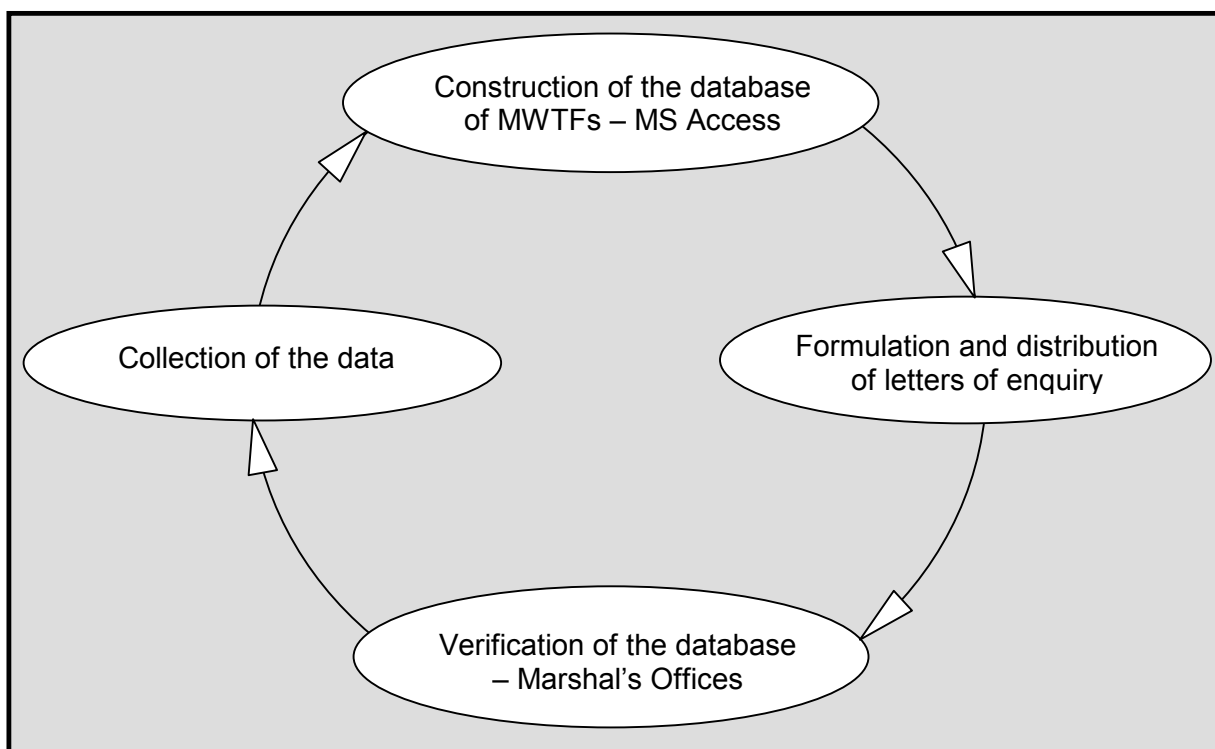 Construction of the database
of MWTFs – MS Access
Collection of the data
Formulation and distribution
of letters of enquiry
Verification of the database
– Marshal’s Offices